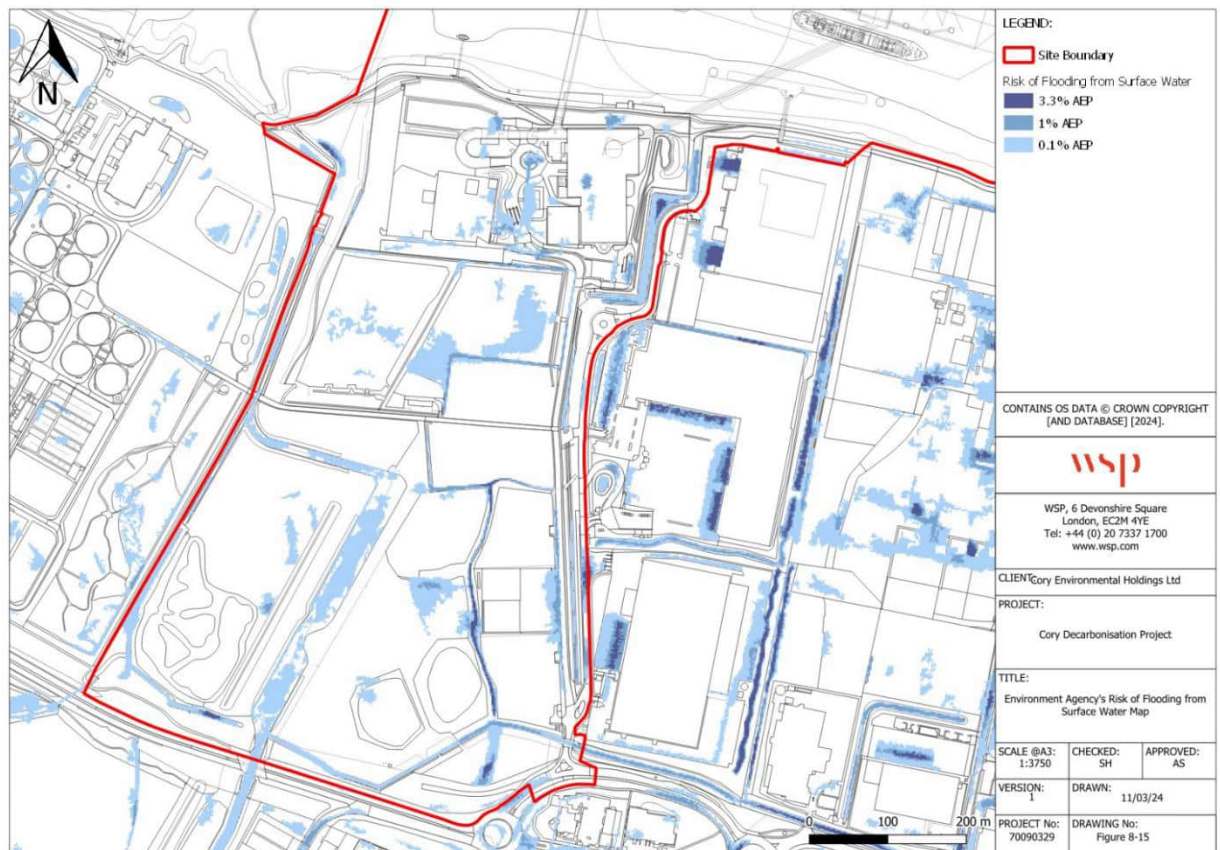 N
LEGEND:
Site Boundary
Risk of Flooding from Surface Water
3.3% AEP
1% AEP
0.1% AEP
CONTAINS OS DATA © CROWN COPYRIGHT
[AND DATABASE] [2024].
wsp
WSP, 6 Devonshire Square
London, EC2M 4YE
Tel: +44 (0) 20 7337 1700
www.wsp.com
CLIENT:Cory Environmental Holdings Ltd
PROJECT:
Cory Decarbonisation Project
TITLE:
Environment Agency's Risk of Flooding from
Surface Water Map
SCALE @A3:
1:3750
CHECKED:
SH
APPROVED:
AS
VERSION:
1
DRAWN:
11/03/24
PROJECT No:
70090329
DRAWING No:
Figure 8-15
0 100 200 m